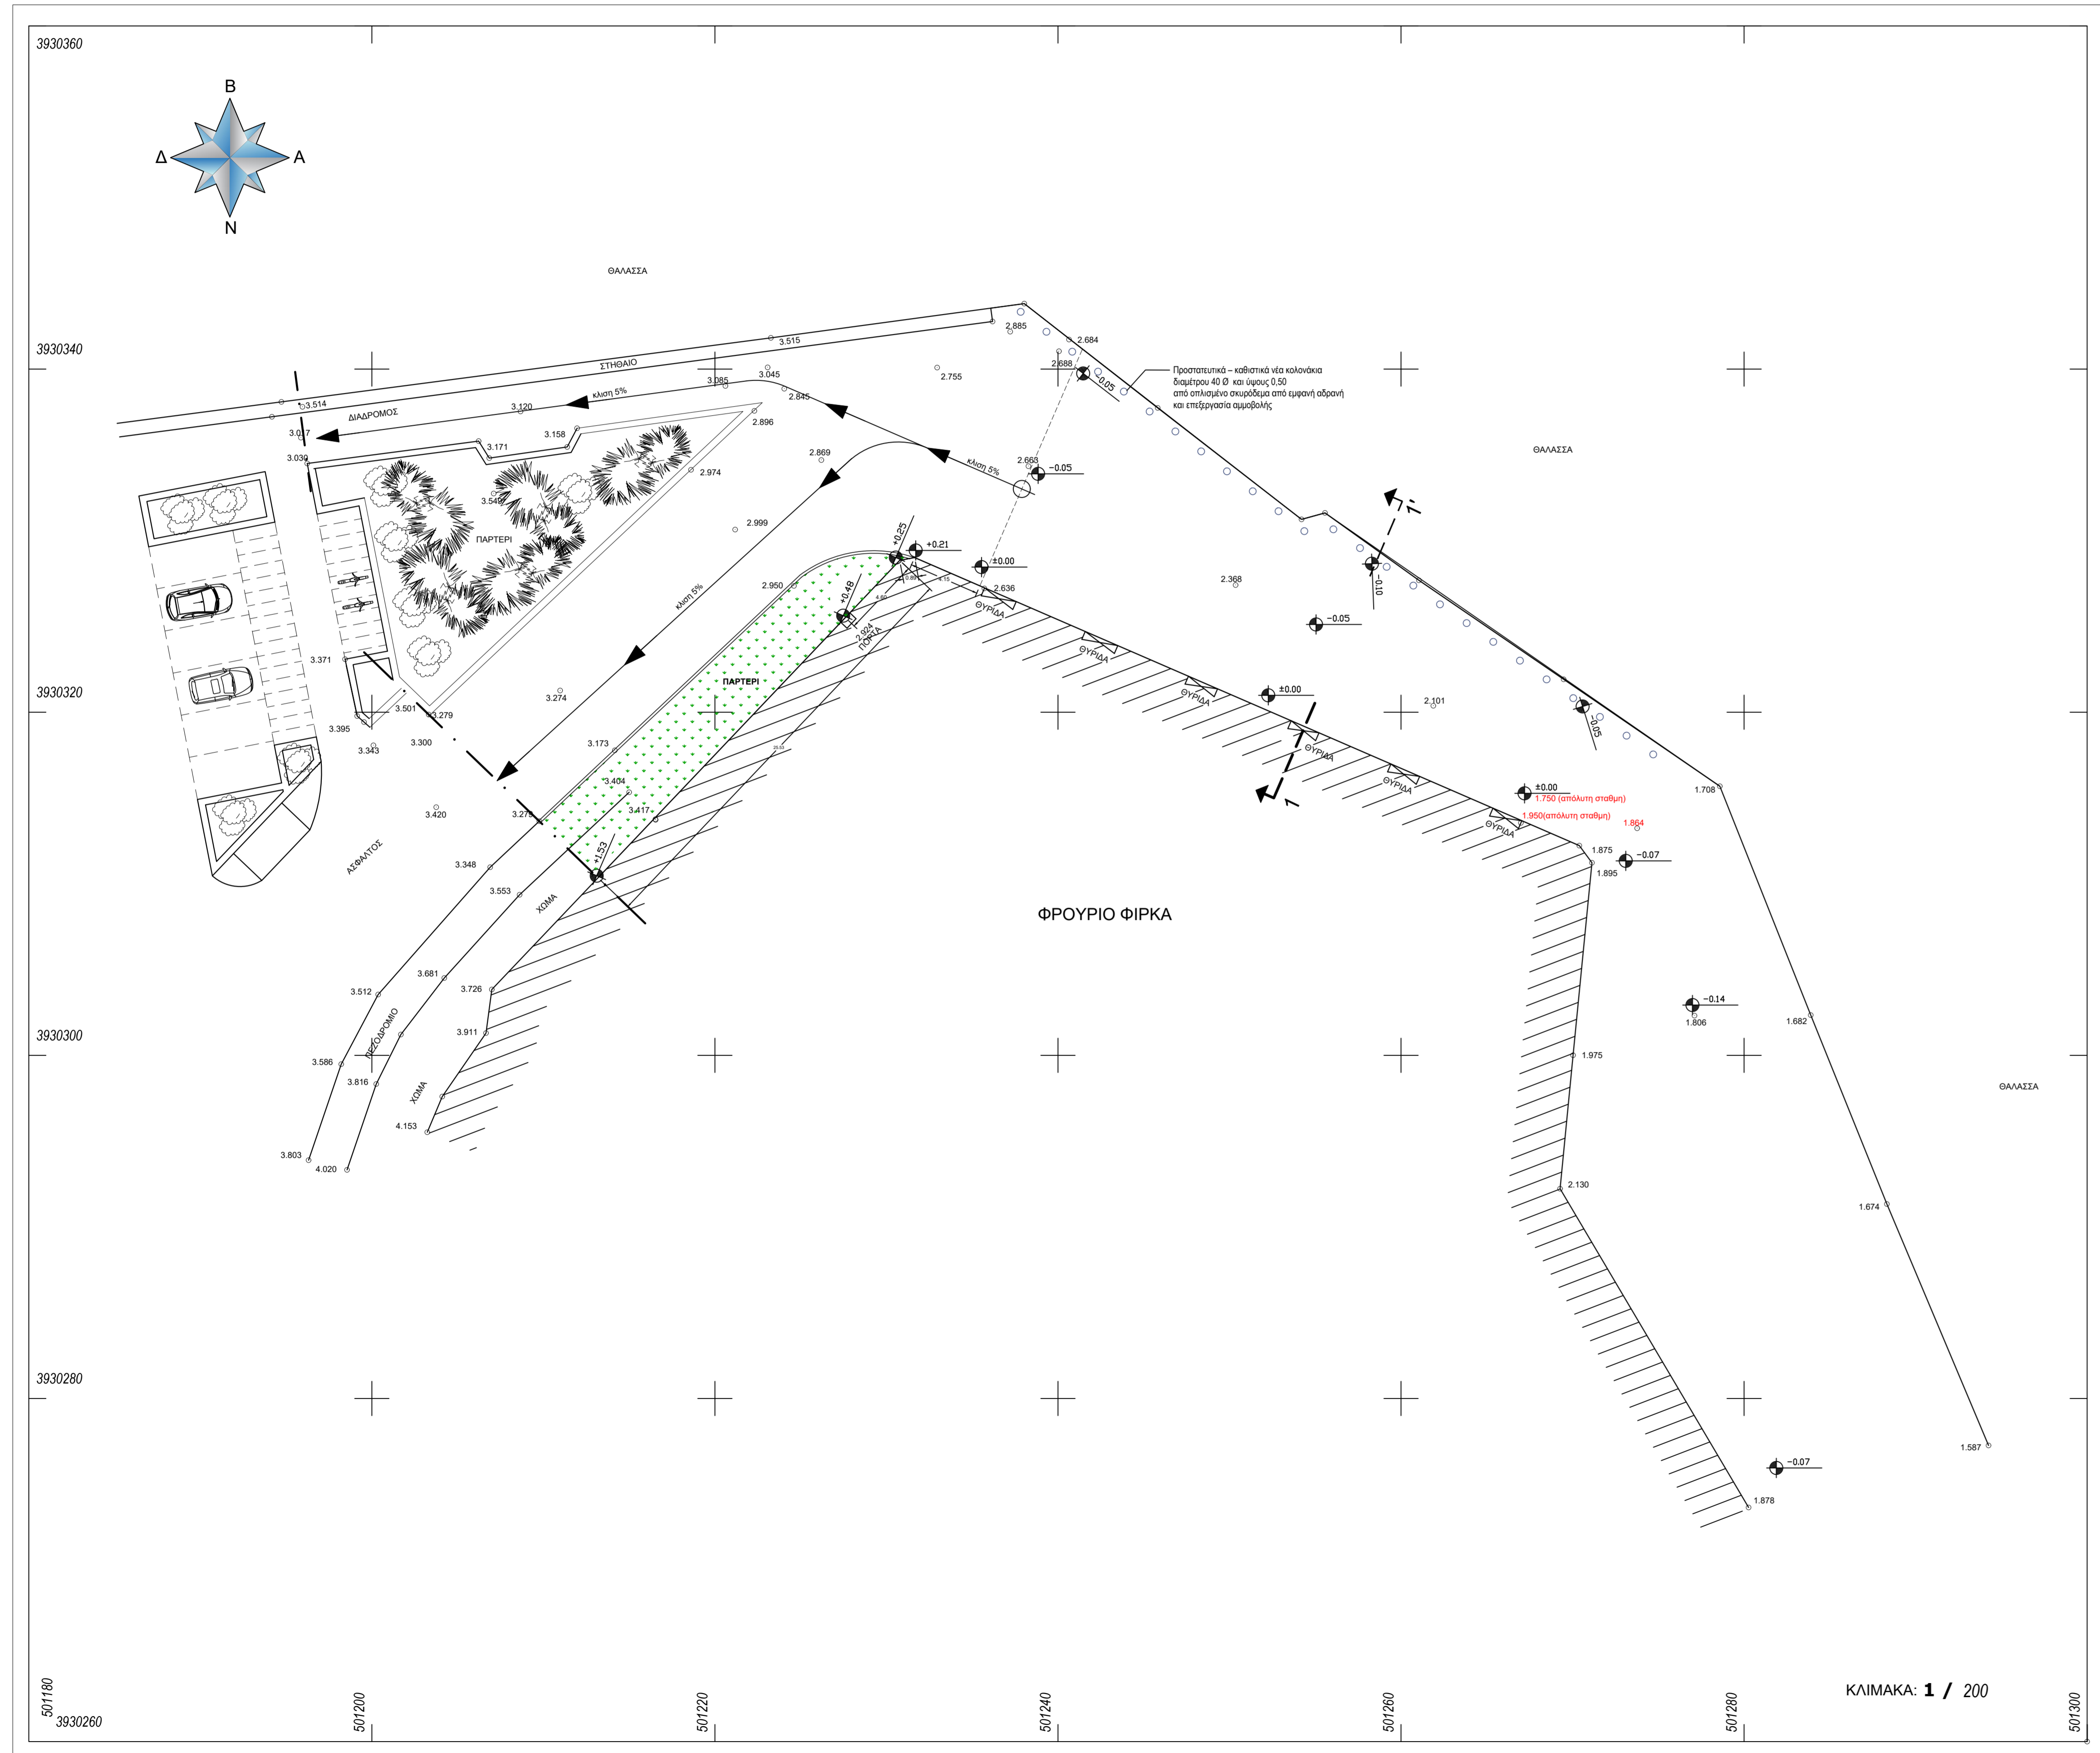 3930360
Β
Δ
Α
Ν
ΘΑΛΑΣΣΑ
3930340
2.885
3.515
2.684
ΣΤΗΘΑΙΟ
2.688
-0.05
3.045
3.085
2.755
Προστατευτικά – καθιστικά νέα κολονάκια
διαμέτρου 40 Ø και ύψους 0,50
από οπλισμένο σκυρόδεμα από εμφανή αδρανή
και επεξεργασία αμμοβολής
κλιση 5%
2.845
3.514
ΔΙΑΔΡΟΜΟΣ
3.120
2.896
3.017
3.158
3.171
3.030
2.869
2.663
κλιση 5%
-0.05
ΘΑΛΑΣΣΑ
2.974
3.549
1'
2.999
+0.25
ΠΑΡΤΕΡΙ
+0.21
±0.00
0.89
4.15
2.950
2.636
2.368
-0.10
κλιση 5%
+0.48
4.60
ΘΥΡΙΔΑ
-0.05
2.924
ΠΟΡΤΑ
ΘΥΡΙΔΑ
3.371
ΠΑΡΤΕΡΙ
ΘΥΡΙΔΑ
±0.00
3930320
3.274
3.501
3.279
2.101
-0.05
3.395
3.300
3.343
3.173
ΘΥΡΙΔΑ
3.404
ΘΥΡΙΔΑ
±0.00
1.750 (απόλυτη σταθμη)
1.708
1
3.420
3.279
3.417
1.950(απόλυτη σταθμη)
ΘΥΡΙΔΑ
1.864
ΑΣΦΑΛΤΟΣ
3.348
+1.53
1.875
-0.07
1.895
3.553
ΧΩΜΑ
ΦΡΟΥΡΙΟ ΦΙΡΚΑ
3.681
3.512
3.726
-0.14
1.806
1.682
ΠΕΖΟΔΡΟΜΙΟ
3.911
3930300
3.586
1.975
3.816
ΧΩΜΑ
ΘΑΛΑΣΣΑ
4.153
3.803
4.020
2.130
1.674
3930280
1.587
-0.07
1.878
ΚΛΙΜΑΚΑ: 1 / 200
501180
3930260
501200
501220
501240
501260
501280
501300